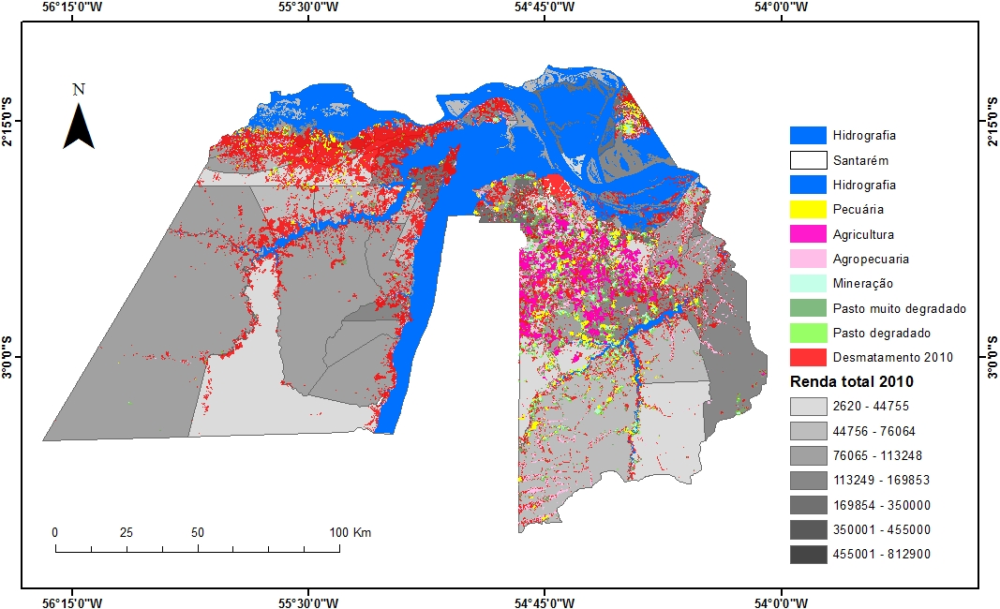 56°15'0"W 55°30'0"W 54°45'0"W 54°0'0"W
N
2°15'0"S
2°15'0"S
3°0'0"S
3°0'0"S
Hidrografia
Santarém
Hidrografia
Pecuária
Agricultura
Agropecuaria
Mineração
Pasto muito degradado
Pasto degradado
Desmatamento 2010
Renda total 2010
2620 - 44755
44756 - 76064
76065 - 113248
113249 - 169853
169854 - 350000
350001 - 455000
455001 - 812900
0 25 50 100 Km
56°15'0"W 55°30'0"W 54°45'0"W 54°0'0"W